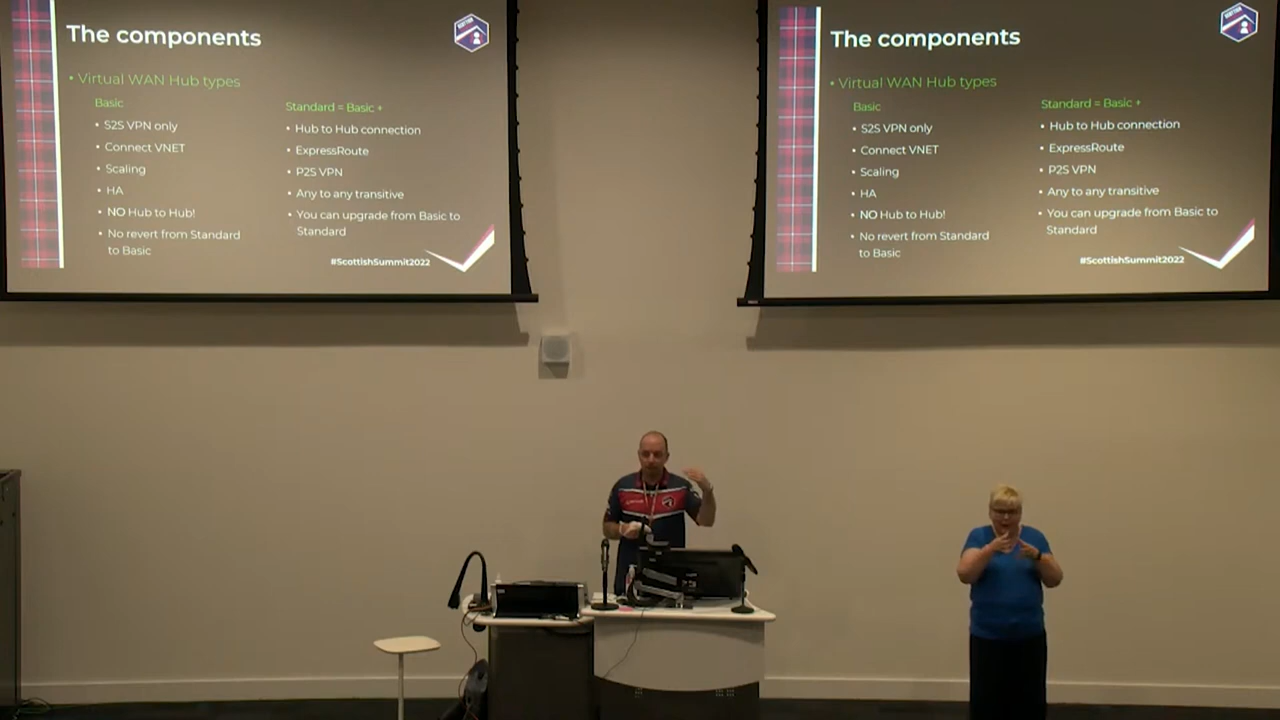 The components
• Virtual WAN Hub types
Basic
• S2S VPN only
• Connect VNET
• Scaling
• HA
• NO Hub to Hub!
• No revert from Standard
to Basic
Standard = Basic +
• Hub to Hub connection
• ExpressRoute
• P2S VPN
• Any to any transitive
• You can upgrade from Basic to
Standard
#ScottishSummit2022
The components
• Virtual WAN Hub types
Basic
• S2S VPN only
• Connect VNET
• Scaling
• HA
• NO Hub to Hub!
• No revert from Standard
to Basic
Standard = Basic +
• Hub to Hub connection
• ExpressRoute
• P2S VPN
• Any to any transitive
• You can upgrade from Basic to
Standard
#ScottishSummit2022